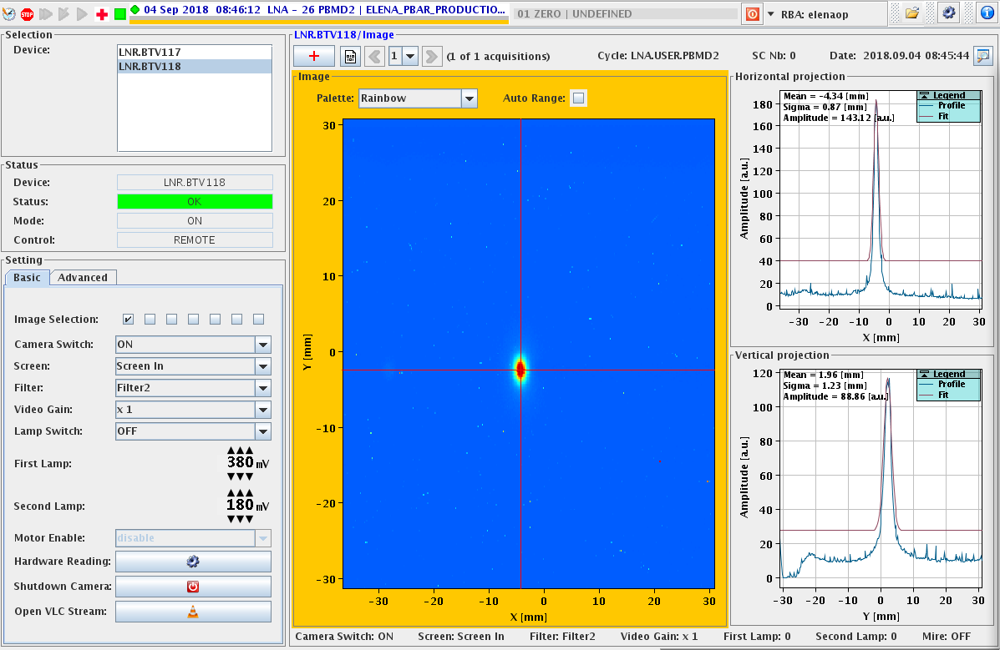 04 Sep 2018 08:46:12 LNA - 26 PBMD2 | ELENA_PBAR_PRODUCTIO...
01 ZERO | UNDEFINED
RBA: elenaop
Selection
Device:
LNR.BTV117
LNR.BTV118
Status
Device: LNR.BTV118
Status: OK
Mode: ON
Control: REMOTE
Setting
Basic Advanced
Image Selection:
Camera Switch: ON
Screen: Screen In
Filter: Filter2
Video Gain: x 1
Lamp Switch: OFF
First Lamp: 380 mV
Second Lamp: 180 mV
Motor Enable: disable
Hardware Reading:
Shutdown Camera:
Open VLC Stream:
LNR.BTV118/Image
1 (1 of 1 acquisitions) Cycle: LNA.USER.PBMD2 SC Nb: 0 Date: 2018.09.04 08:45:44
Image
Palette: Rainbow Auto Range:
30
20
10
0
-10
-20
-30
Y [mm]
-30 -20 -10 0 10 20 30
X [mm]
Horizontal projection
Mean = -4.34 [mm]
Sigma = 0.87 [mm]
Amplitude = 143.12 [a.u.]
Legend
Profile
Fit
180
160
140
120
100
80
60
40
20
0
Amplitude [a.u.]
-30 -20 -10 0 10 20 30
X [mm]
Vertical projection
Mean = 1.96 [mm]
Sigma = 1.23 [mm]
Amplitude = 88.86 [a.u.]
Legend
Profile
Fit
120
100
80
60
40
20
0
Amplitude [a.u.]
-30 -20 -10 0 10 20 30
Y [mm]
Camera Switch: ON Screen: Screen In Filter: Filter2 Video Gain: x 1 First Lamp: 0 Second Lamp: 0 Mire: OFF